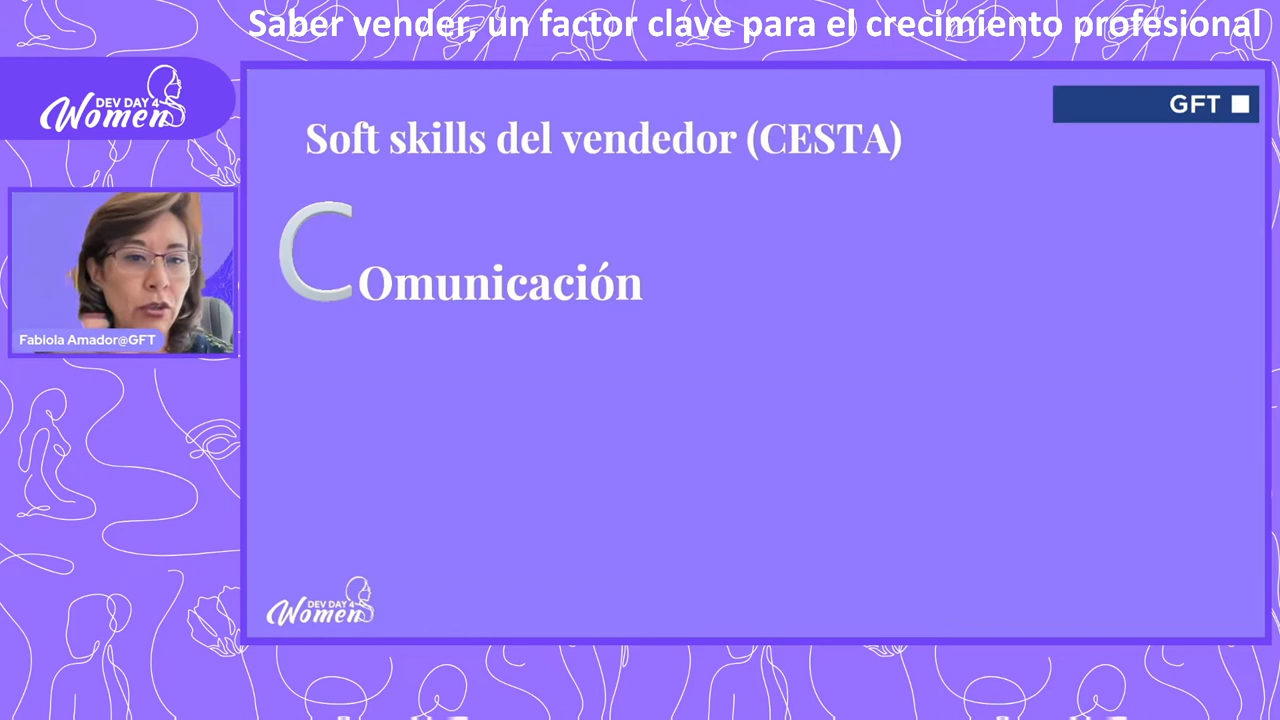 Saber vender, un factor clave para el crecimiento profesional
DEV DAY 4
Women
GFT
Soft skills del vendedor (CESTA)
COmunicación
Fabiola Amador@GFT
DEV DAY 4
Women